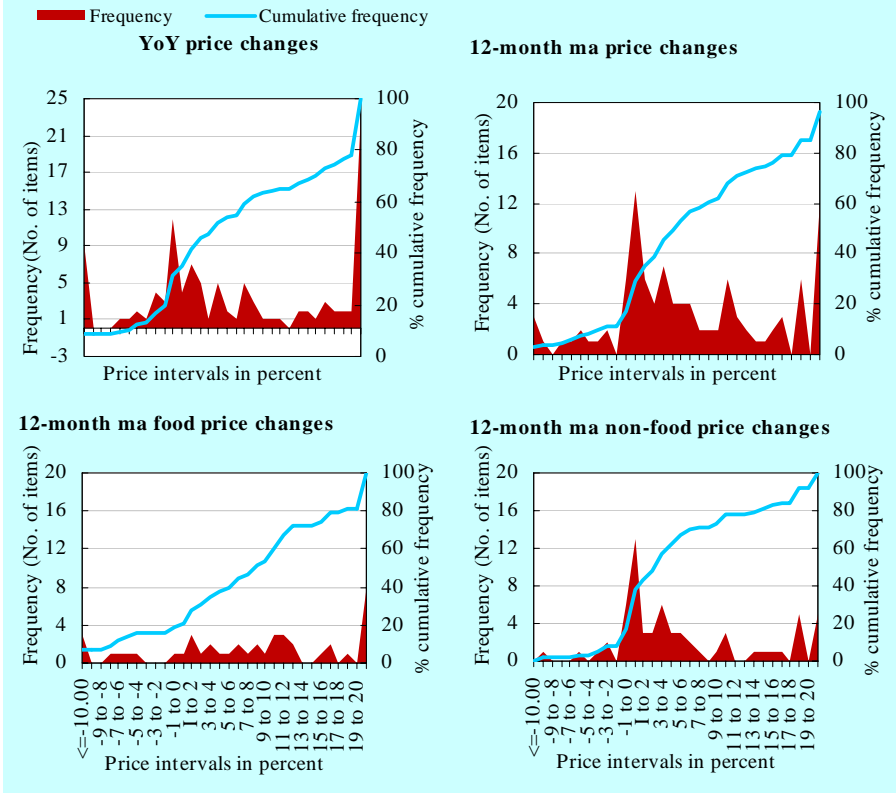 Frequency Cumulative frequency
YoY price changes
25
21
17
13
9
5
1
-3
Frequency (No. of items)
100
80
60
40
20
0
% cumulative frequency
Price intervals in percent
12-month ma price changes
20
16
12
8
4
0
Frequency (No. of items)
100
80
60
40
20
0
% cumulative frequency
Price intervals in percent
12-month ma food price changes
20
16
12
8
4
0
Frequency (No. of items)
100
80
60
40
20
0
% cumulative frequency
<=-10.00
-9 to -8
-7 to -6
-5 to -4
-3 to -2
-1 to 0
1 to 2
3 to 4
5 to 6
7 to 8
9 to 10
11 to 12
13 to 14
15 to 16
17 to 18
19 to 20
Price intervals in percent
12-month ma non-food price changes
20
16
12
8
4
0
Frequency (No. of items)
100
80
60
40
20
0
% cumulative frequency
<=-10.00
-9 to -8
-7 to -6
-5 to -4
-3 to -2
-1 to 0
1 to 2
3 to 4
5 to 6
7 to 8
9 to 10
11 to 12
13 to 14
15 to 16
17 to 18
19 to 20
Price intervals in percent